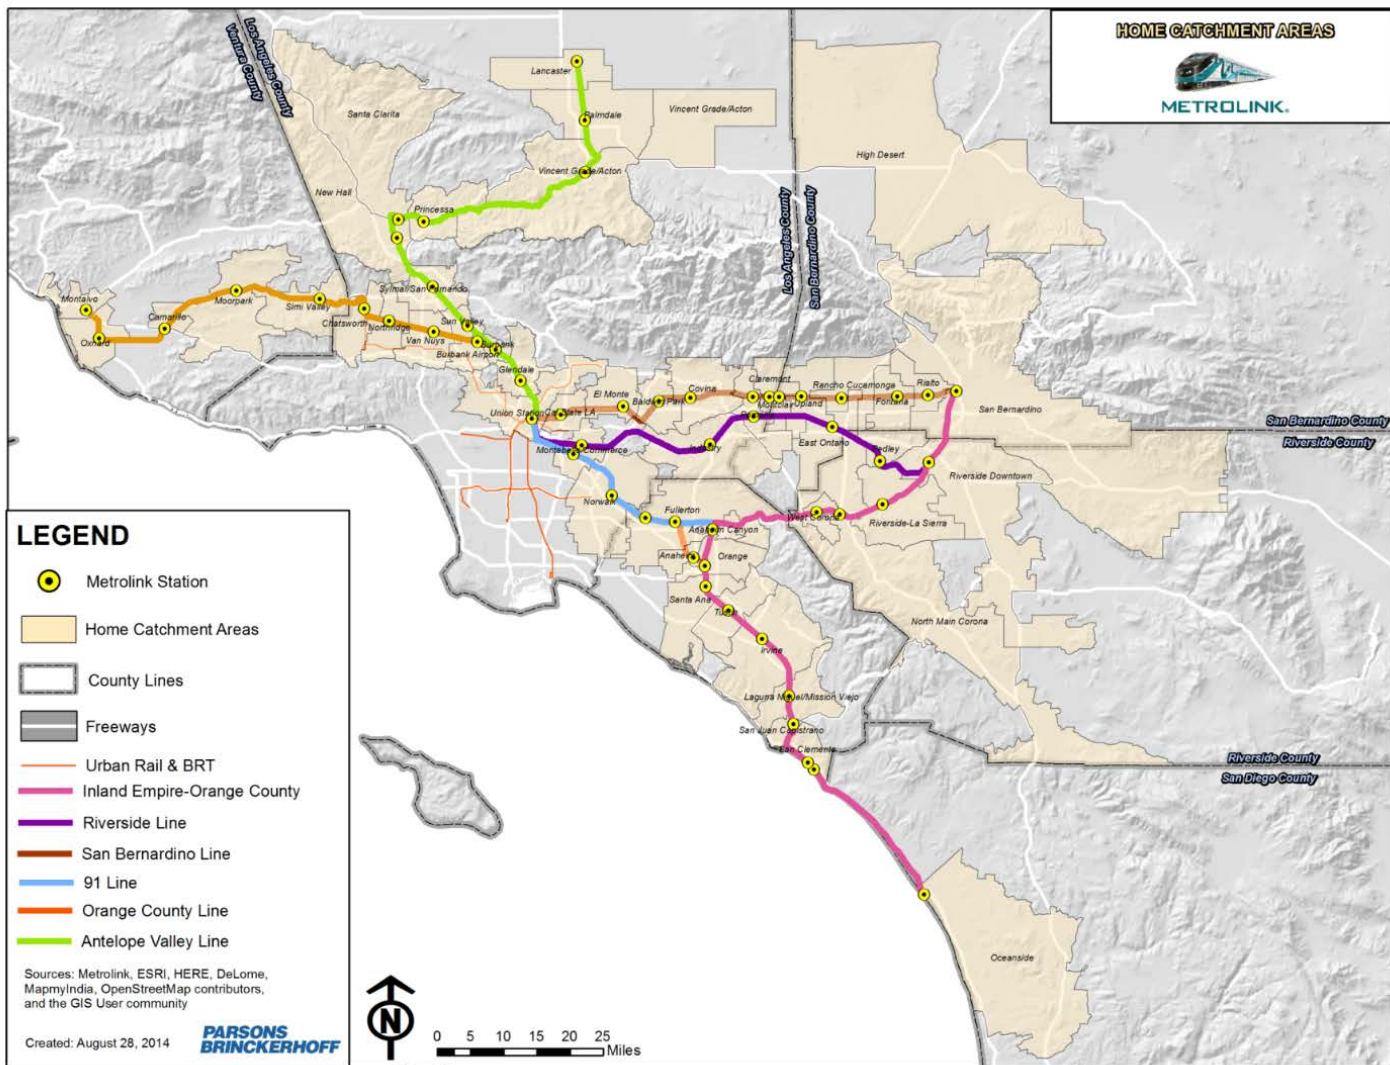 HOME CATCHMENT AREAS
METROLINK®
Los Angeles County
Ventura County
Lancaster
Palmdale
Vincent Grade/Acton
Santa Clarita
High Desert
Vincent Grade/Acton
New Hall
Princessa
Los Angeles County
San Bernardino County
Sylmar/San Fernando
Montalvo
Moorpark
Simi Valley
Camarillo
Oxnard
Chatsworth
Northridge
Sun Valley
Van Nuys
Burbank
Burbank Airport
Glendale
El Monte
Baldwin Park
Covina
Claremont
Montclair
Upland
Rancho Cucamonga
Fontana
Rialto
San Bernardino
Union Station
Cal State LA
San Bernardino County
Riverside County
Montebello/Commerce
Industry
East Ontario
Pedley
Riverside Downtown
Norwalk
Fullerton
West Corona
Riverside-La Sierra
Anaheim Canyon
Anaheim
Orange
Santa Ana
Tustin
Irvine
North Main Corona
Laguna Niguel/Mission Viejo
San Juan Capistrano
San Clemente
Riverside County
San Diego County
Oceanside
LEGEND
Metrolink Station
Home Catchment Areas
County Lines
Freeways
Urban Rail & BRT
Inland Empire-Orange County
Riverside Line
San Bernardino Line
91 Line
Orange County Line
Antelope Valley Line
Sources: Metrolink, ESRI, HERE, DeLorme,
MapmyIndia, OpenStreetMap contributors,
and the GIS User community
Created: August 28, 2014
PARSONS
BRINCKERHOFF
N
0 5 10 15 20 25
Miles